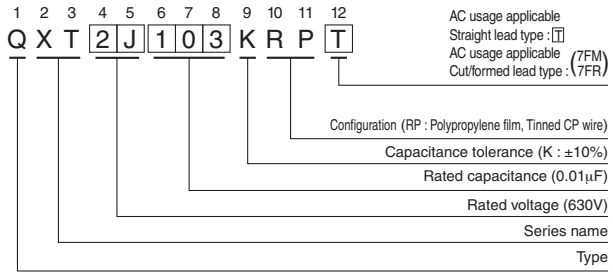 1 2 3 4 5 6 7 8 9 10 11 12
Q X T 2 J 1 0 3 K R P T
AC usage applicable
Straight lead type : T
AC usage applicable (7FM)
Cut/formed lead type : (7FR)
Configuration (RP : Polypropylene film, Tinned CP wire)
Capacitance tolerance (K : ±10%)
Rated capacitance (0.01μF)
Rated voltage (630V)
Series name
Type